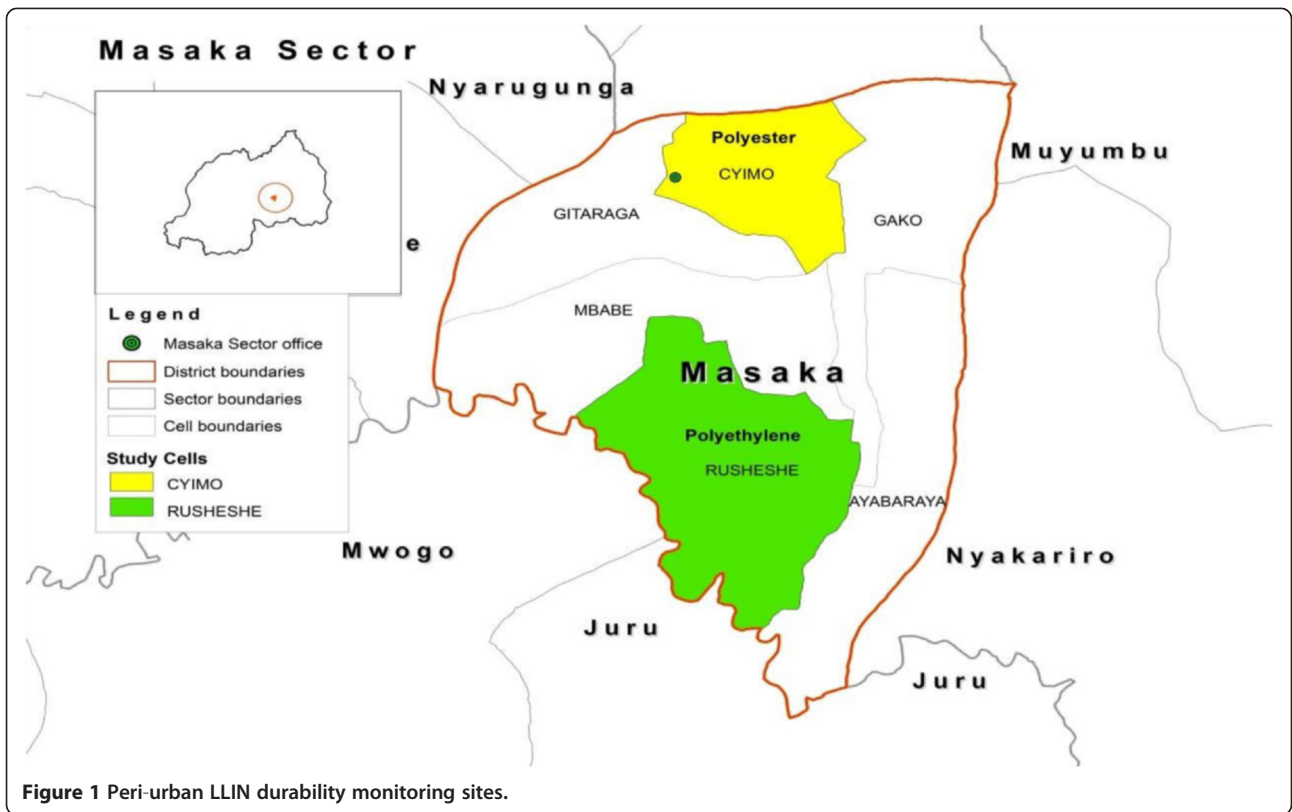 Masaka Sector
Nyarugunga
Muyumbu
Polyester
CYIMO
GITARAGA
GAKO
e
MBABE
Masaka
Polyethylene
RUSHESHE
AYABARAYA
Legend
Masaka Sector office
District boundaries
Sector boundaries
Cell boundaries
Study Cells
CYIMO
RUSHESHE
Mwogo
Nyakariro
Juru
Juru
Figure 1 Peri-urban LLIN durability monitoring sites.